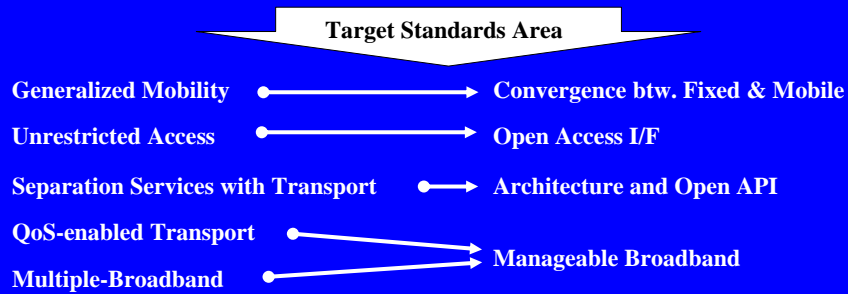 Target Standards Area
Generalized Mobility
Convergence btw. Fixed & Mobile
Unrestricted Access
Open Access I/F
Separation Services with Transport
Architecture and Open API
QoS-enabled Transport
Manageable Broadband
Multiple-Broadband